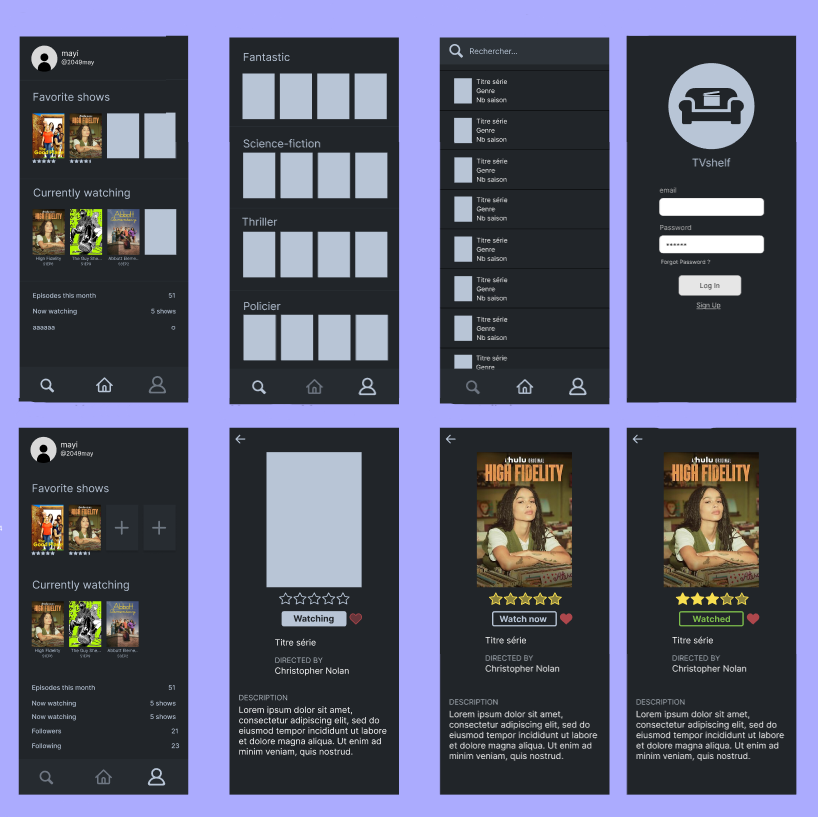 mayi
@2049may
Favorite shows
Currently watching
High Fidelity
The Guy Sho...
Abbott Eleme...
Episodes this month 51
Now watching 5 shows
aaaaaa 0
Fantastic
Science-fiction
Thriller
Policier
Rechercher...
Titre série
Genre
Nb saison
Titre série
Genre
Nb saison
Titre série
Genre
Nb saison
Titre série
Genre
Nb saison
Titre série
Genre
Nb saison
Titre série
Genre
Nb saison
Titre série
Genre
Nb saison
Titre série
Genre
TVshelf
email
Password
••••••
Forgot Password ?
Log In
Sign Up
mayi
@2049may
Favorite shows
Currently watching
High Fidelity
The Guy Sho...
Abbott Eleme...
Episodes this month 51
Now watching 5 shows
Now watching 5 shows
Followers 21
Following 23
Watching
Titre série
DIRECTED BY
Christopher Nolan
DESCRIPTION
Lorem ipsum dolor sit amet,
consectetur adipiscing elit, sed do
eiusmod tempor incididunt ut labore
et dolore magna aliqua. Ut enim ad
minim veniam, quis nostrud.
hulu ORIGINAL
HIGH FIDELITY
Watch now
Titre série
DIRECTED BY
Christopher Nolan
DESCRIPTION
Lorem ipsum dolor sit amet,
consectetur adipiscing elit, sed do
eiusmod tempor incididunt ut labore
et dolore magna aliqua. Ut enim ad
minim veniam, quis nostrud.
hulu ORIGINAL
HIGH FIDELITY
Watched
Titre série
DIRECTED BY
Christopher Nolan
DESCRIPTION
Lorem ipsum dolor sit amet,
consectetur adipiscing elit, sed do
eiusmod tempor incididunt ut labore
et dolore magna aliqua. Ut enim ad
minim veniam, quis nostrud.